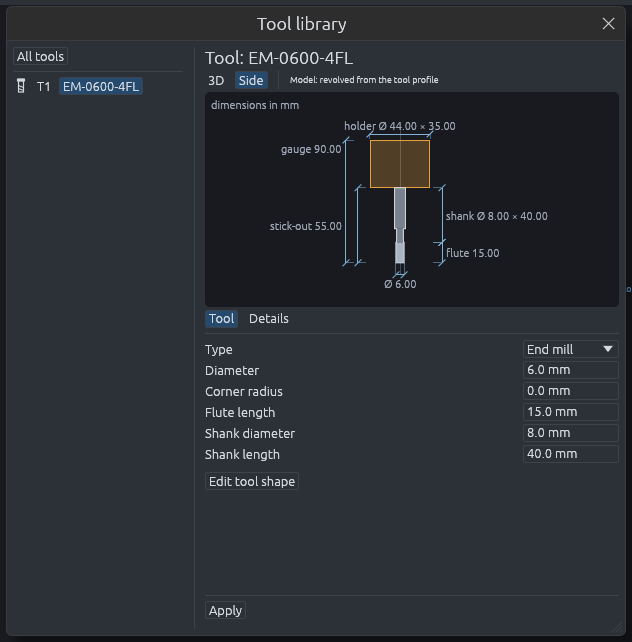 Tool library
All tools
T1 EM-0600-4FL
Tool: EM-0600-4FL
3D Side Model: revolved from the tool profile
dimensions in mm
holder Ø 44.00 × 35.00
gauge 90.00
stick-out 55.00
shank Ø 8.00 × 40.00
flute 15.00
Ø 6.00
Tool Details
Type End mill
Diameter 6.0 mm
Corner radius 0.0 mm
Flute length 15.0 mm
Shank diameter 8.0 mm
Shank length 40.0 mm
Edit tool shape
Apply